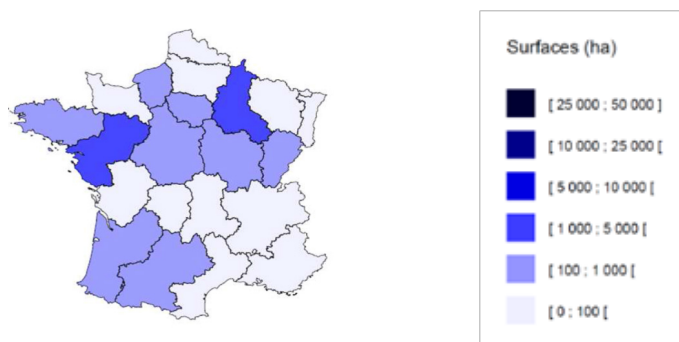 Surfaces (ha)
[ 25 000 ; 50 000 ]
[ 10 000 ; 25 000 [
[ 5 000 ; 10 000 [
[ 1 000 ; 5 000 [
[ 100 ; 1 000 [
[ 0 ; 100 [